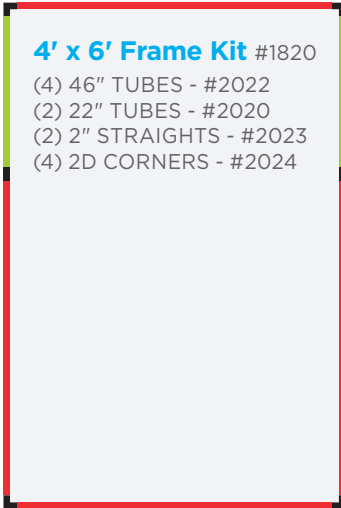 4' x 6' Frame Kit #1820
(4) 46" TUBES - #2022
(2) 22" TUBES - #2020
(2) 2" STRAIGHTS - #2023
(4) 2D CORNERS - #2024